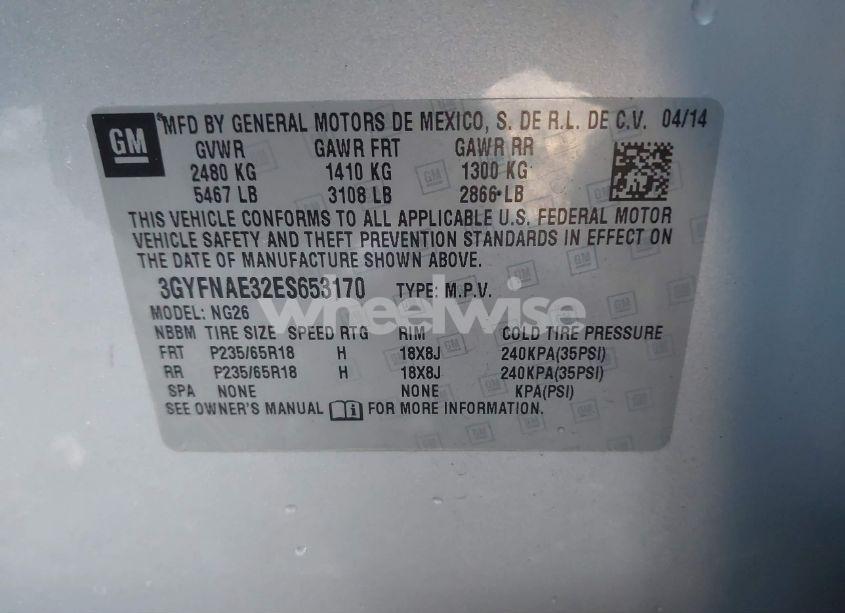 GM
MFD BY GENERAL MOTORS DE MEXICO, S. DE R.L. DE C.V. 04/14
GVWR GAWR FRT GAWR RR
2480 KG 1410 KG 1300 KG
5467 LB 3108 LB 2866 LB
THIS VEHICLE CONFORMS TO ALL APPLICABLE U.S. FEDERAL MOTOR
VEHICLE SAFETY AND THEFT PREVENTION STANDARDS IN EFFECT ON
THE DATE OF MANUFACTURE SHOWN ABOVE.
3GYFNAE32ES653170 TYPE: M.P.V.
wheelwise
MODEL: NG26
NBBM TIRE SIZE SPEED RTG RIM COLD TIRE PRESSURE
FRT P235/65R18 H 18X8J 240KPA(35PSI)
RR P235/65R18 H 18X8J 240KPA(35PSI)
SPA NONE NONE KPA(PSI)
SEE OWNER'S MANUAL FOR MORE INFORMATION.